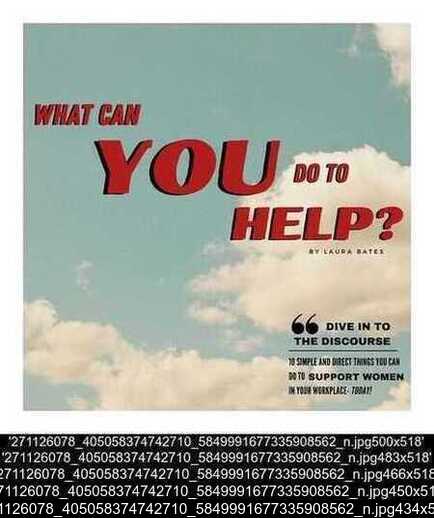 WHAT CAN
YOU DO TO
HELP?
BY LAURA BATES
DIVE IN TO
THE DISCOURSE
10 SIMPLE AND DIRECT THINGS YOU CAN
DO TO SUPPORT WOMEN
IN YOUR WORKPLACE- TODAY!
'271126078_405058374742710_5849991677335908562_n.jpg500x518'
'271126078_405058374742710_5849991677335908562_n.jpg483x518'
271126078_405058374742710_5849991677335908562_n.jpg466x518
71126078_405058374742710_5849991677335908562_n.jpg450x51
1126078_405058374742710_5849991677335908562_n.jpg434x5